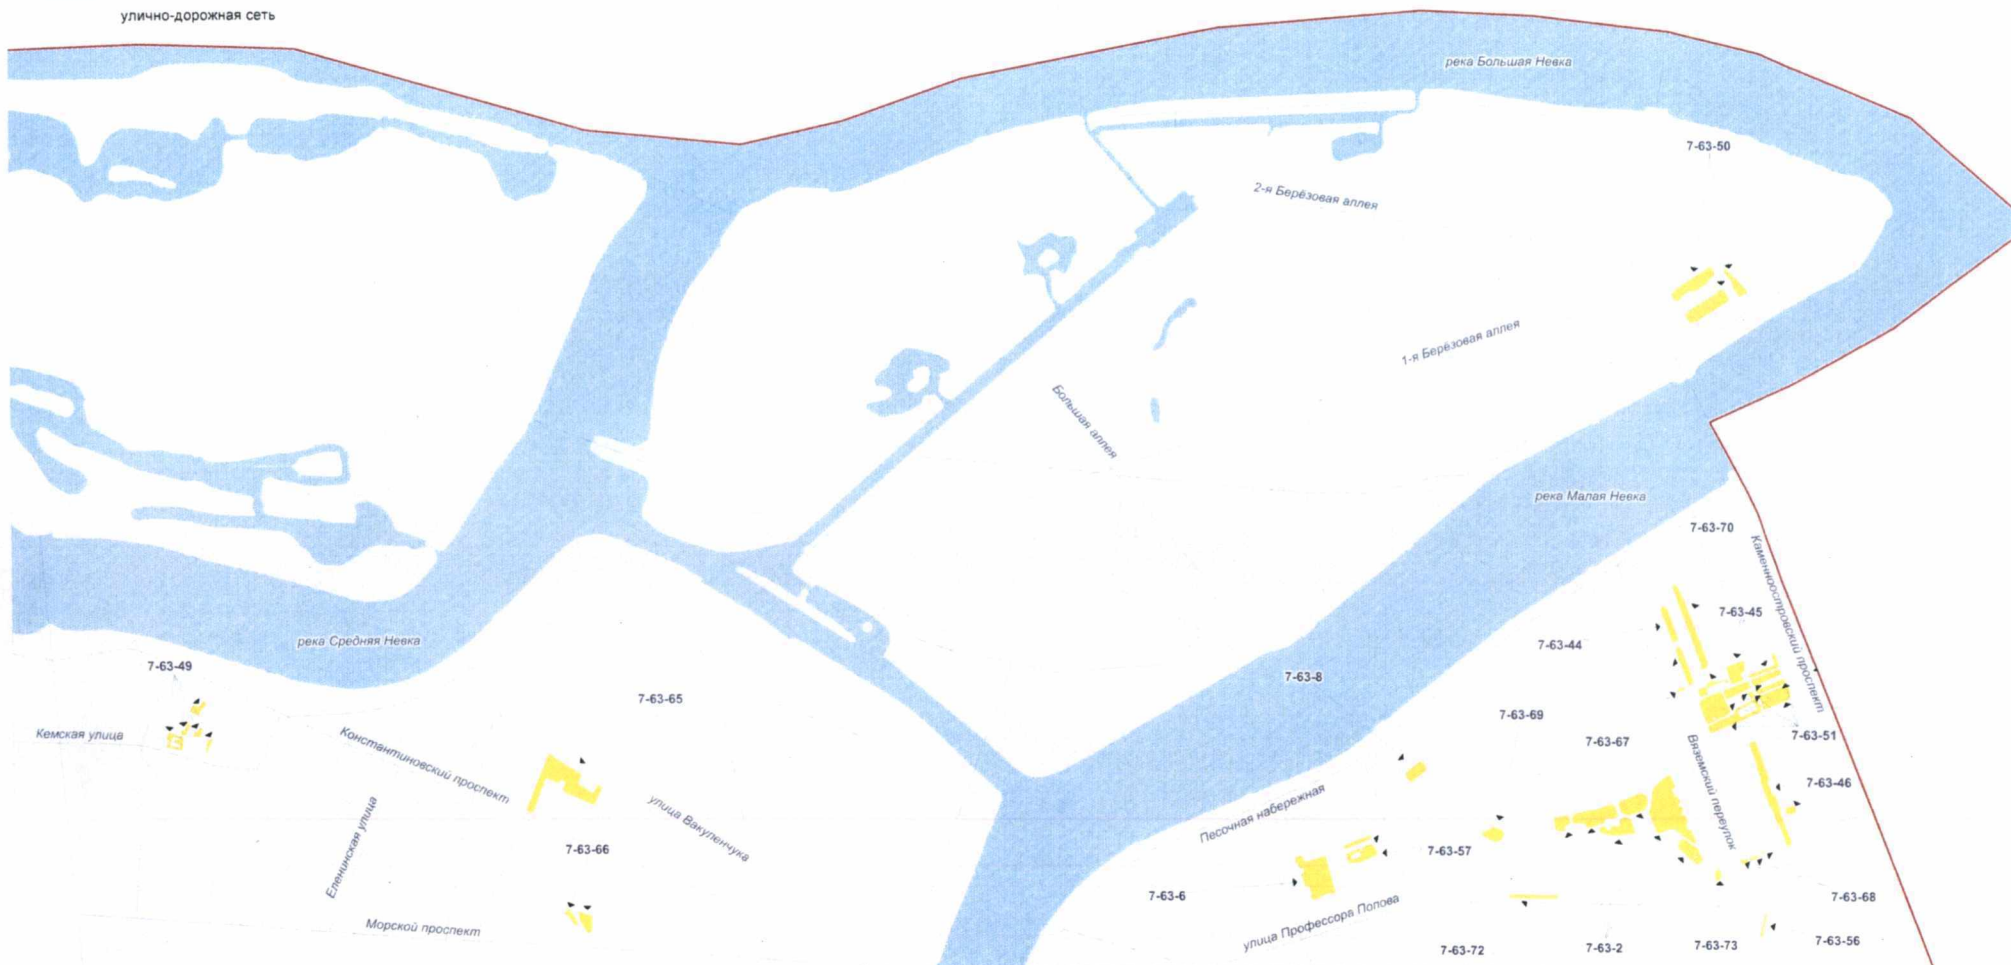 улично-дорожная сеть
река Большая Невка
7-63-50
2-я Берёзовая аллея
1-я Берёзовая аллея
Большая аллея
река Малая Невка
7-63-70
Каменноостровский проспект
7-63-45
река Средняя Невка
7-63-44
7-63-49
7-63-8
7-63-65
7-63-69
Кемская улица
7-63-51
7-63-67
Константиновский проспект
Вяземский переулок
7-63-46
Песочная набережная
улица Вакуленчука
Еленинская улица
7-63-66
7-63-57
7-63-6
7-63-68
улица Профессора Попова
Морской проспект
7-63-56
7-63-73
7-63-2
7-63-72